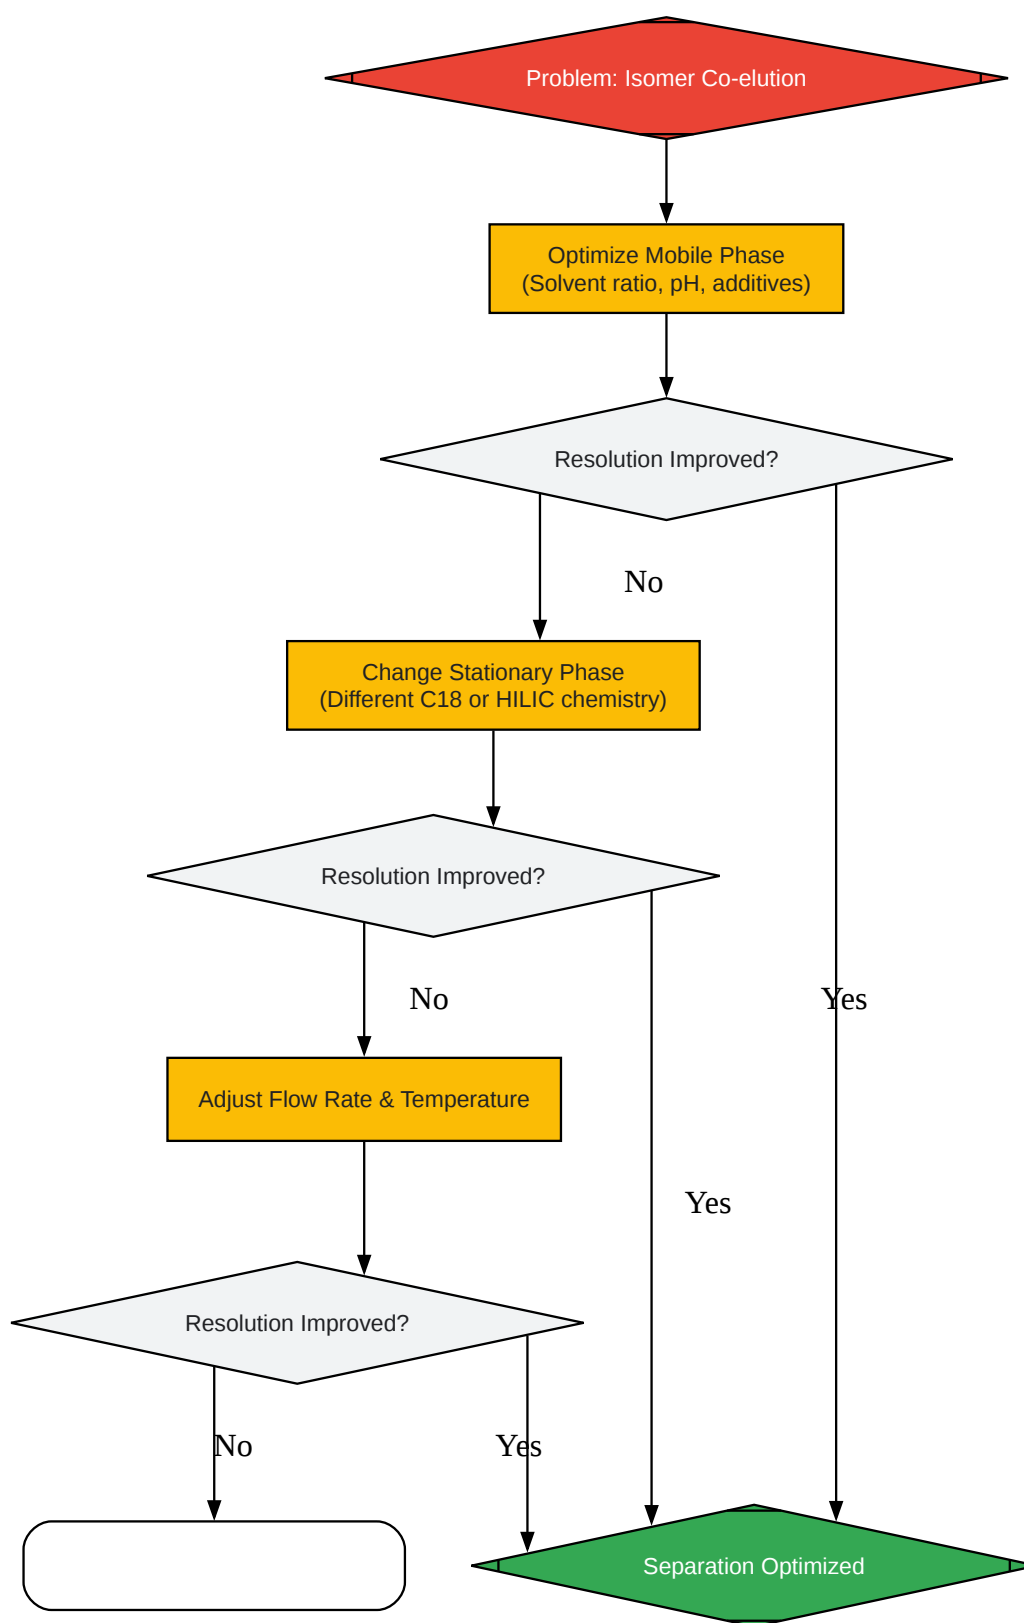 Problem: Isomer Co-elution
Optimize Mobile Phase
(Solvent ratio, pH, additives)
Resolution Improved?
No
Change Stationary Phase
(Different C18 or HILIC chemistry)
Resolution Improved?
No
Yes
Adjust Flow Rate & Temperature
Yes
Resolution Improved?
No
Yes
Separation Optimized